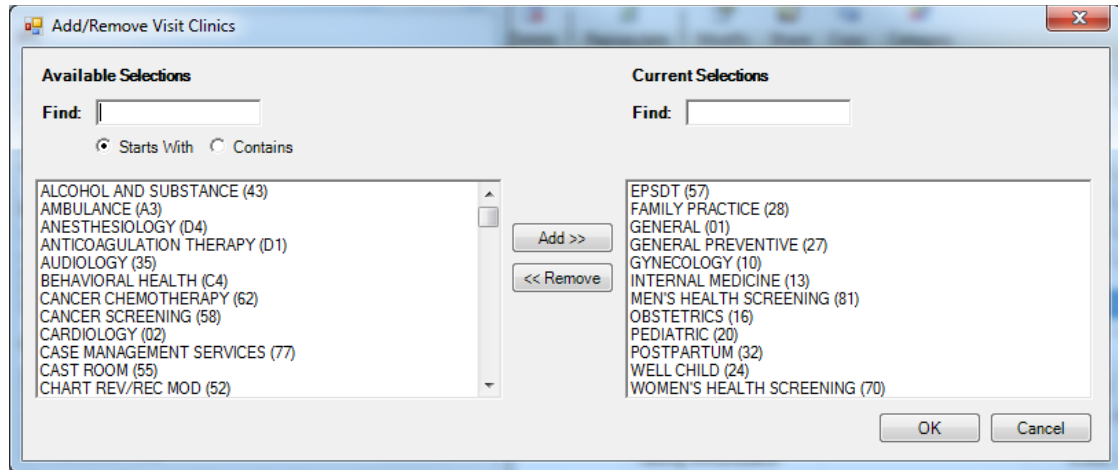 Add/Remove Visit Clinics
Available Selections
Find:
Starts With
Contains
ALCOHOL AND SUBSTANCE (43)
AMBULANCE (A3)
ANESTHESIOLOGY (D4)
ANTICOAGULATION THERAPY (D1)
AUDIOLOGY (35)
BEHAVIORAL HEALTH (C4)
CANCER CHEMOTHERAPY (62)
CANCER SCREENING (58)
CARDIOLOGY (02)
CASE MANAGEMENT SERVICES (77)
CAST ROOM (55)
CHART REV/REC MOD (52)
Add >>
<< Remove
Current Selections
Find:
EPSDT (57)
FAMILY PRACTICE (28)
GENERAL (01)
GENERAL PREVENTIVE (27)
GYNECOLOGY (10)
INTERNAL MEDICINE (13)
MEN'S HEALTH SCREENING (81)
OBSTETRICS (16)
PEDIATRIC (20)
POSTPARTUM (32)
WELL CHILD (24)
WOMEN'S HEALTH SCREENING (70)
OK
Cancel